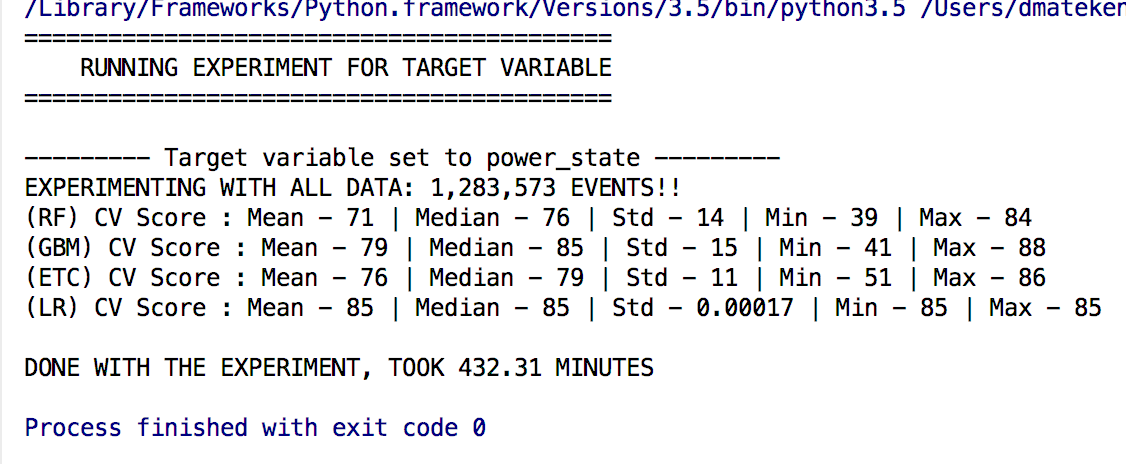 /Library/Frameworks/Python.framework/Versions/3.5/bin/python3.5 /Users/dmateken
==========================================
RUNNING EXPERIMENT FOR TARGET VARIABLE
==========================================
--------- Target variable set to power_state ---------
EXPERIMENTING WITH ALL DATA: 1,283,573 EVENTS!!
(RF) CV Score : Mean - 71 | Median - 76 | Std - 14 | Min - 39 | Max - 84
(GBM) CV Score : Mean - 79 | Median - 85 | Std - 15 | Min - 41 | Max - 88
(ETC) CV Score : Mean - 76 | Median - 79 | Std - 11 | Min - 51 | Max - 86
(LR) CV Score : Mean - 85 | Median - 85 | Std - 0.00017 | Min - 85 | Max - 85
DONE WITH THE EXPERIMENT, TOOK 432.31 MINUTES
Process finished with exit code 0